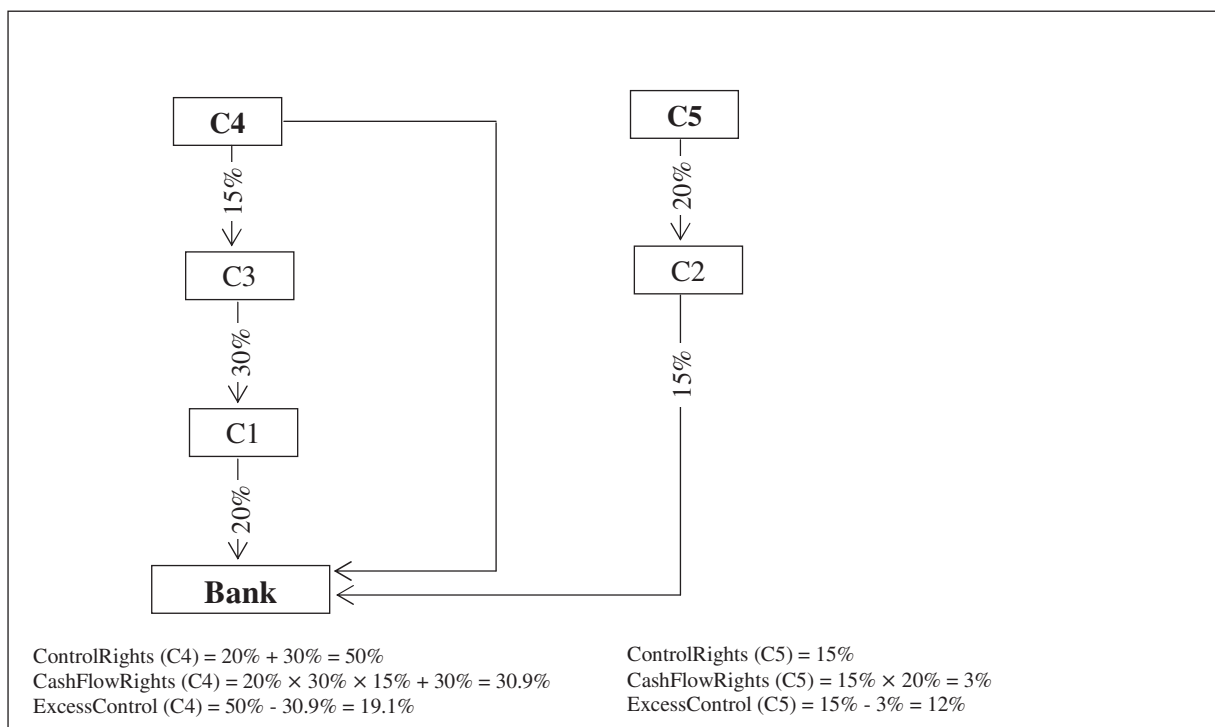 C4
C5
15%
20%
C3
C2
30%
15%
C1
20%
Bank
ControlRights (C4) = 20% + 30% = 50%
CashFlowRights (C4) = 20% × 30% × 15% + 30% = 30.9%
ExcessControl (C4) = 50% - 30.9% = 19.1%
ControlRights (C5) = 15%
CashFlowRights (C5) = 15% × 20% = 3%
ExcessControl (C5) = 15% - 3% = 12%